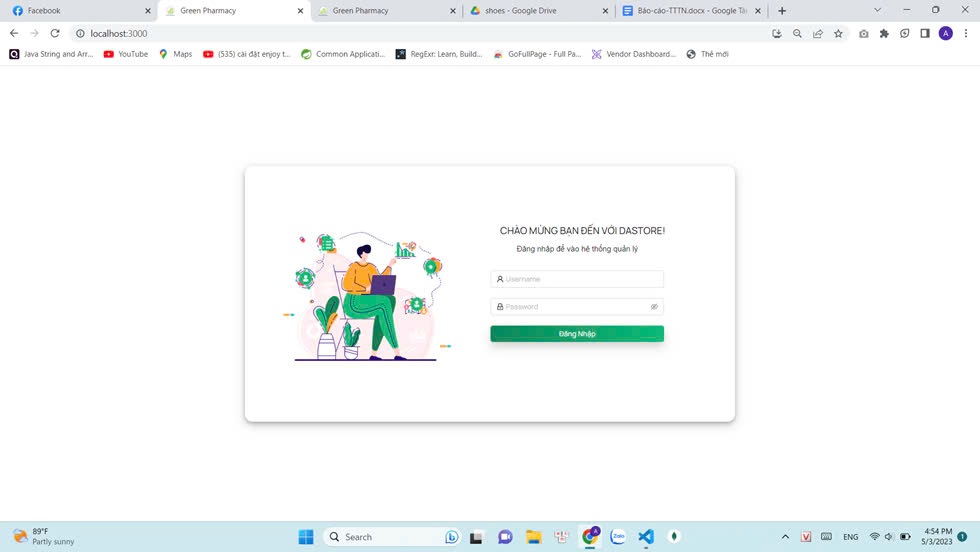 Facebook
Green Pharmacy
Green Pharmacy
shoes - Google Drive
Báo-cáo-TTTN.docx - Google Tài
localhost:3000
A
Java String and Arr...
YouTube
Maps
(535) cài đặt enjoy t...
Common Applicati...
RegExr: Learn, Build...
GoFullPage - Full Pa...
Vendor Dashboard...
Thẻ mới
CHÀO MỪNG BẠN ĐẾN VỚI DASTORE!
Đăng nhập để vào hệ thống quản lý
Username
Password
Đăng Nhập
89°F
Partly sunny
Search
Zalo
ENG
4:54 PM
5/3/2023
1